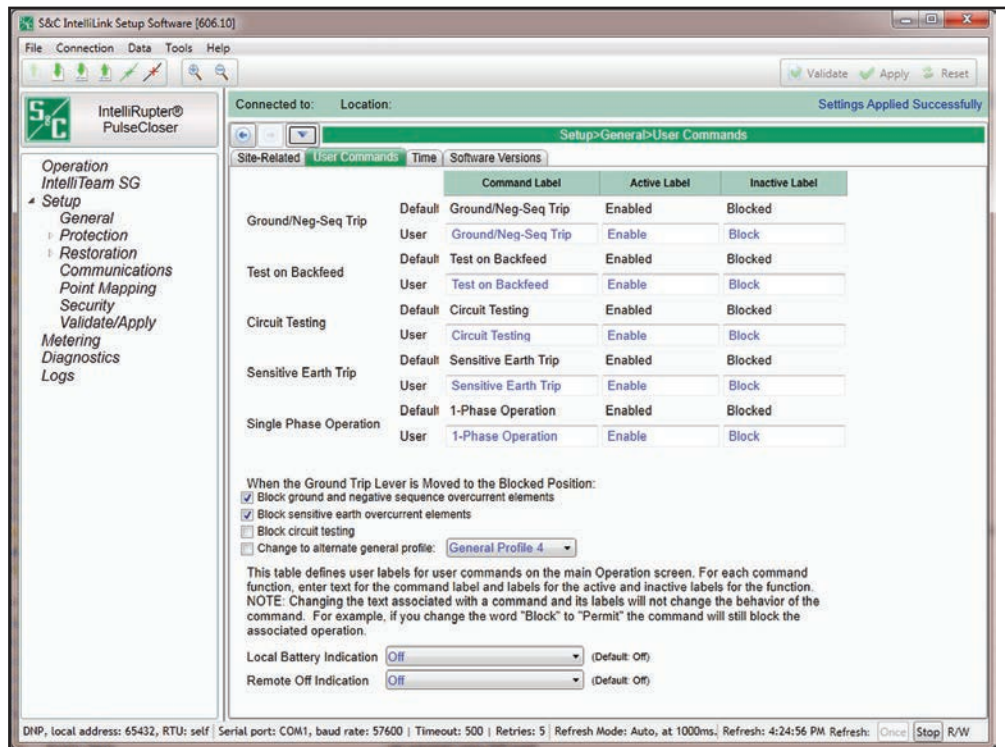 S&C IntelliLink Setup Software [606.10]
File Connection Data Tools Help
Validate Apply Reset
S&C
IntelliRupter®
PulseCloser
Operation
IntelliTeam SG
Setup
General
Protection
Restoration
Communications
Point Mapping
Security
Validate/Apply
Metering
Diagnostics
Logs
Connected to: Location: Settings Applied Successfully
Setup>General>User Commands
Site-Related User Commands Time Software Versions
Command Label Active Label Inactive Label
Ground/Neg-Seq Trip
Default Ground/Neg-Seq Trip Enabled Blocked
User Ground/Neg-Seq Trip Enable Block
Test on Backfeed
Default Test on Backfeed Enabled Blocked
User Test on Backfeed Enable Block
Circuit Testing
Default Circuit Testing Enabled Blocked
User Circuit Testing Enable Block
Sensitive Earth Trip
Default Sensitive Earth Trip Enabled Blocked
User Sensitive Earth Trip Enable Block
Single Phase Operation
Default 1-Phase Operation Enabled Blocked
User 1-Phase Operation Enable Block
When the Ground Trip Lever is Moved to the Blocked Position:
Block ground and negative sequence overcurrent elements
Block sensitive earth overcurrent elements
Block circuit testing
Change to alternate general profile: General Profile 4
This table defines user labels for user commands on the main Operation screen. For each command
function, enter text for the command label and labels for the active and inactive labels for the function.
NOTE: Changing the text associated with a command and its labels will not change the behavior of the
command. For example, if you change the word "Block" to "Permit" the command will still block the
associated operation.
Local Battery Indication Off (Default: Off)
Remote Off Indication Off (Default: Off)
DNP, local address: 65432, RTU: self Serial port: COM1, baud rate: 57600 | Timeout: 500 | Retries: 5 | Refresh Mode: Auto, at 1000ms. Refresh: 4:24:56 PM Refresh: Once Stop R/W